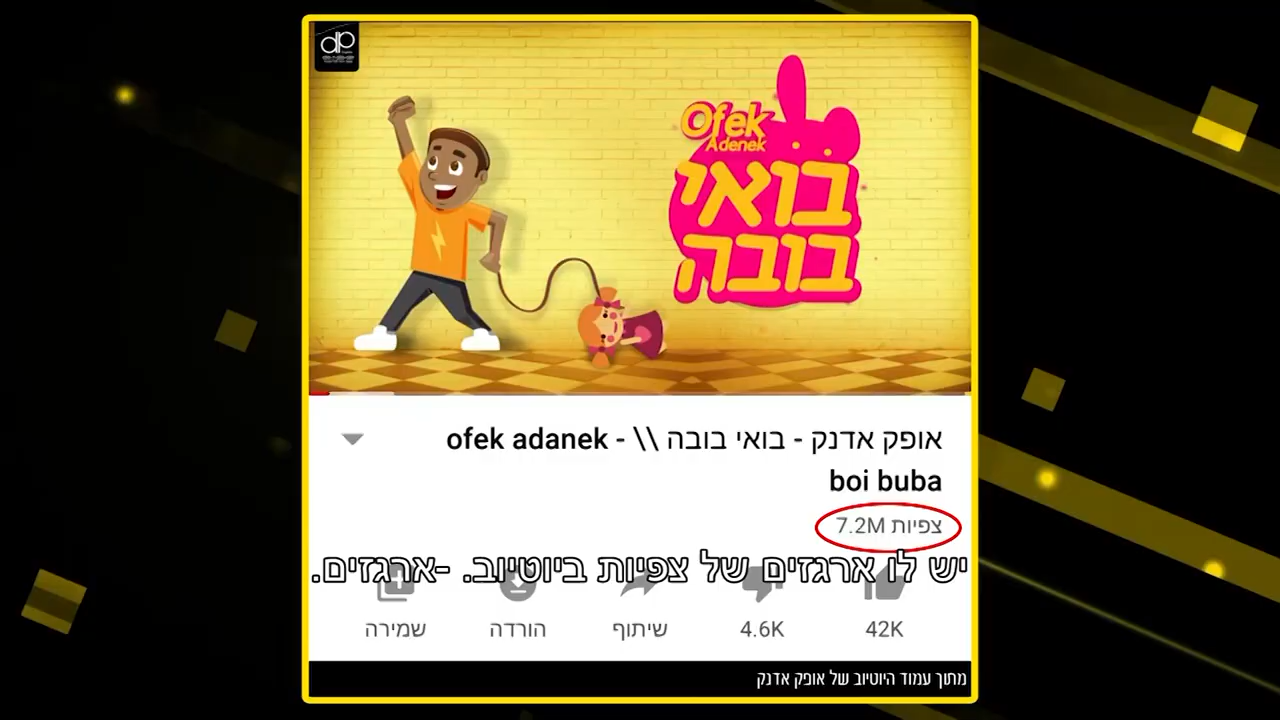 dp
Ofek
Adenek
בואי
בובה
אופק אדנק - בואי בובה \\ - ofek adanek
boi buba
7.2M צפיות
יש לו ארגזים של צפיות ביוטיוב. -ארגזים.
42K
4.6K
שיתוף
הורדה
שמירה
מתוך עמוד היוטיוב של אופק אדנק